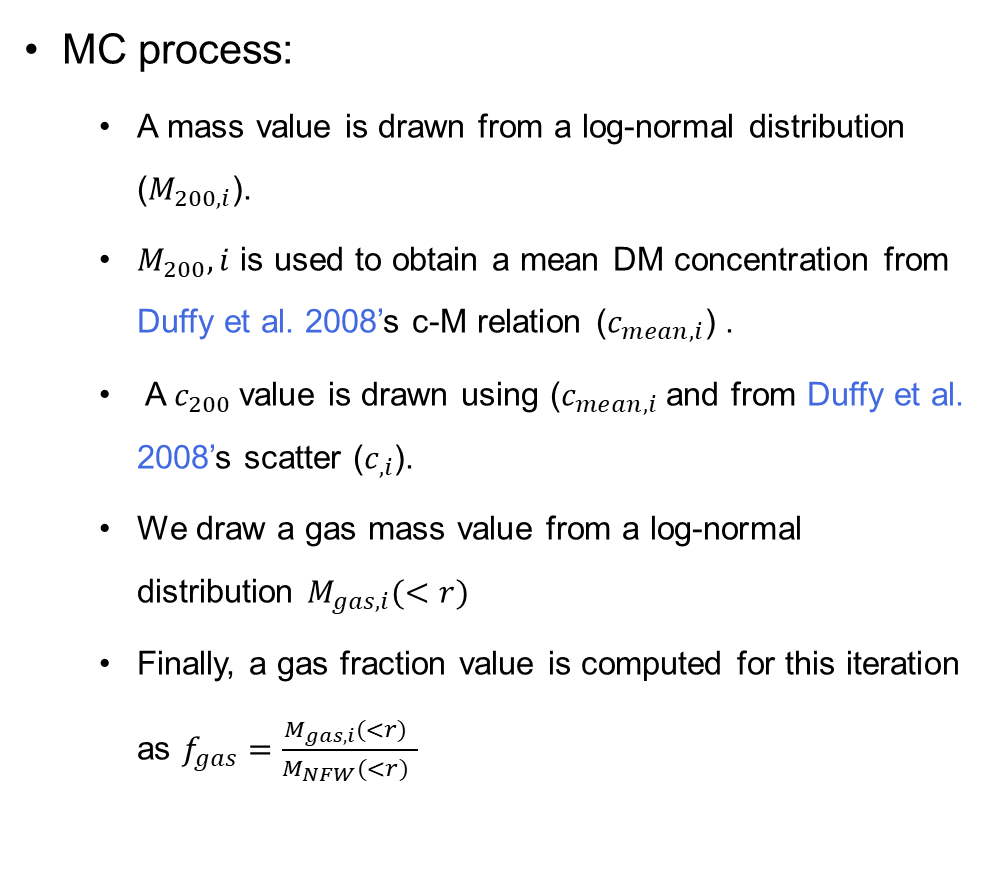 • MC process:
• A mass value is drawn from a log-normal distribution
(M_{200,i}).
• M_{200}, i is used to obtain a mean DM concentration from
Duffy et al. 2008’s c-M relation (c_{mean,i}) .
• A c_{200} value is drawn using (c_{mean,i} and from Duffy et al.
2008’s scatter (c_{,i}).
• We draw a gas mass value from a log-normal
distribution M_{gas,i}(< r)
• Finally, a gas fraction value is computed for this iteration
as f_{gas} = \frac{M_{gas,i}(<r)}{M_{NFW}(<r)}